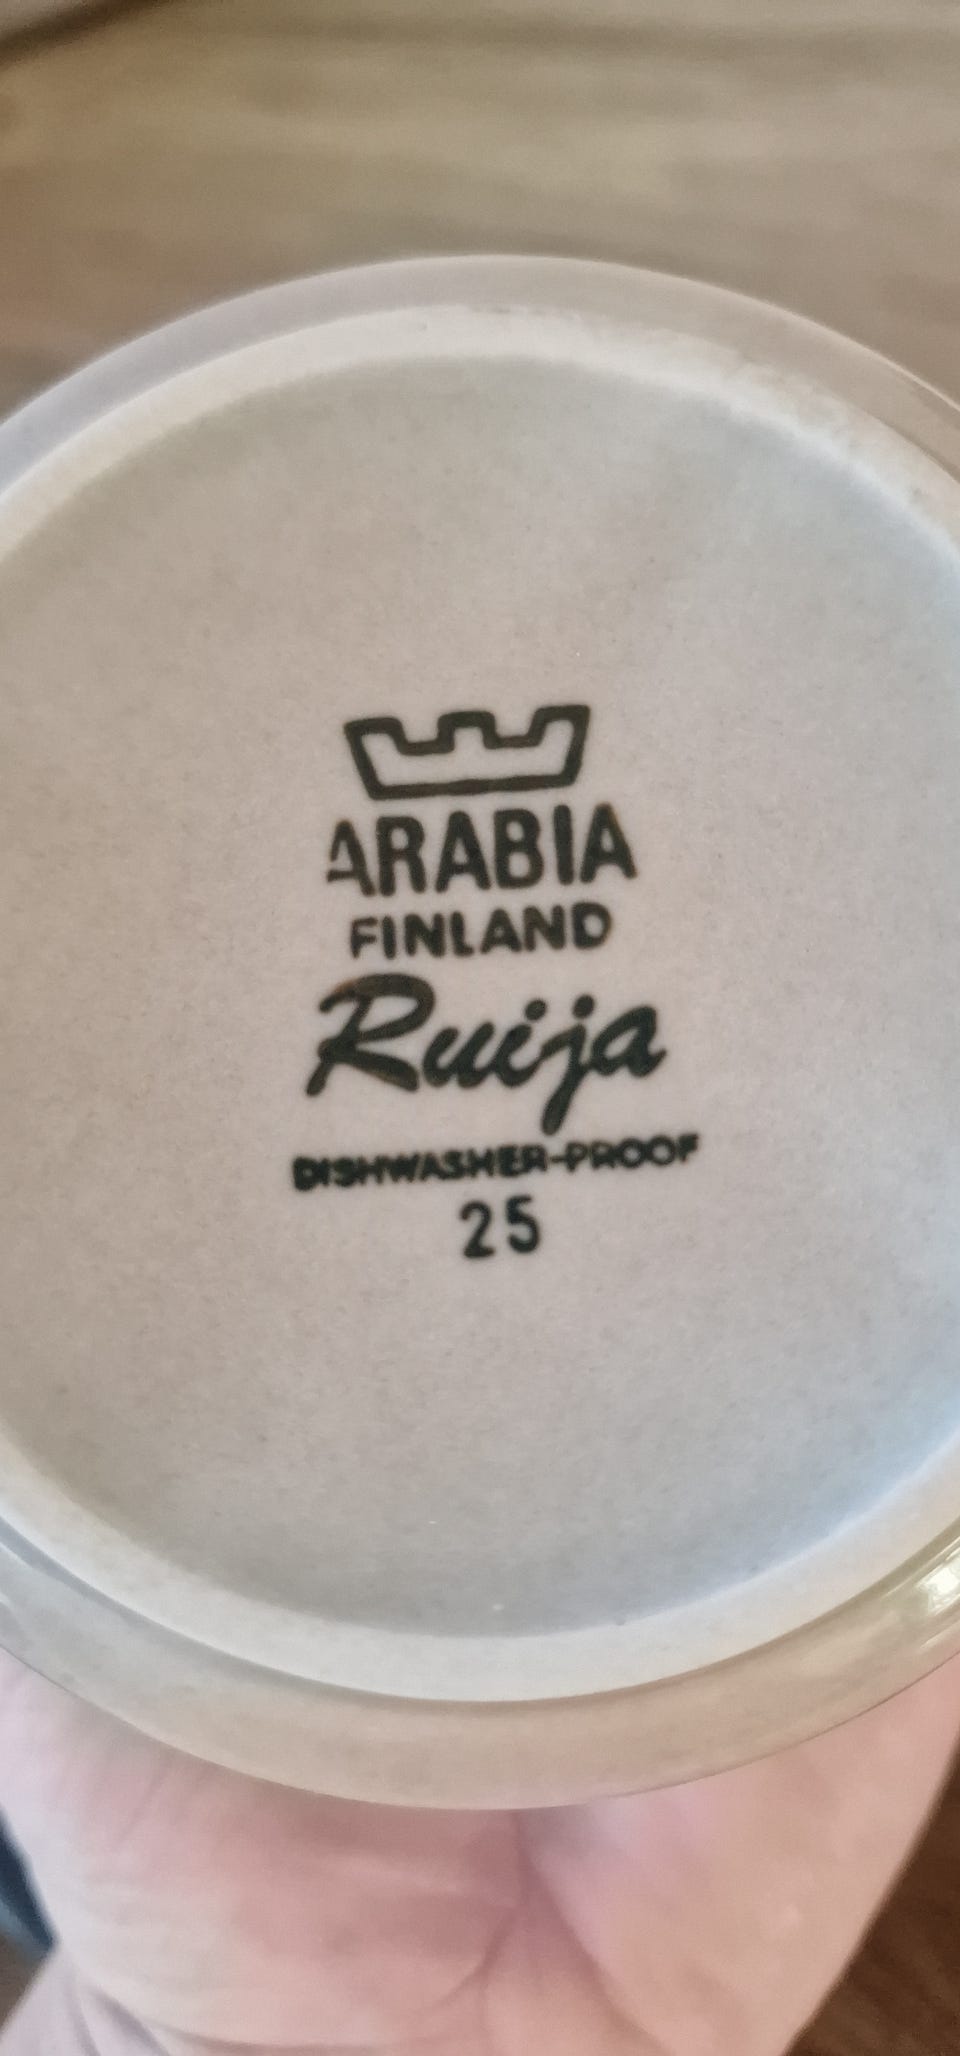 ARABIA
FINLAND
Ruija
DISHWASHER-PROOF
25